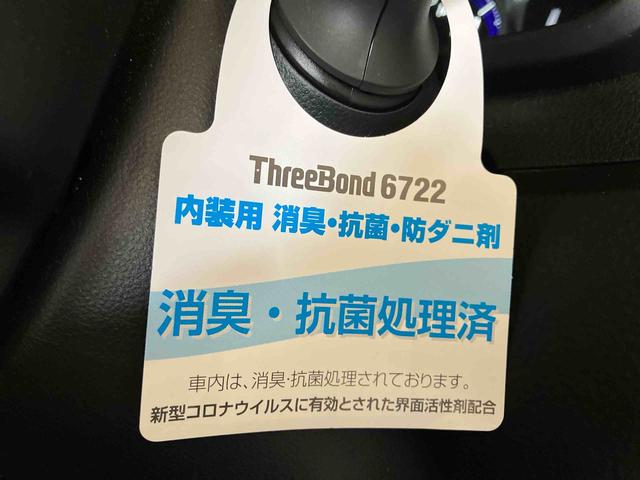 ThreeBond 6722
内装用 消臭・抗菌・防ダニ剤
消臭・抗菌処理済
車内は、消臭・抗菌処理されております。
新型コロナウイルスに有効とされた界面活性剤配合